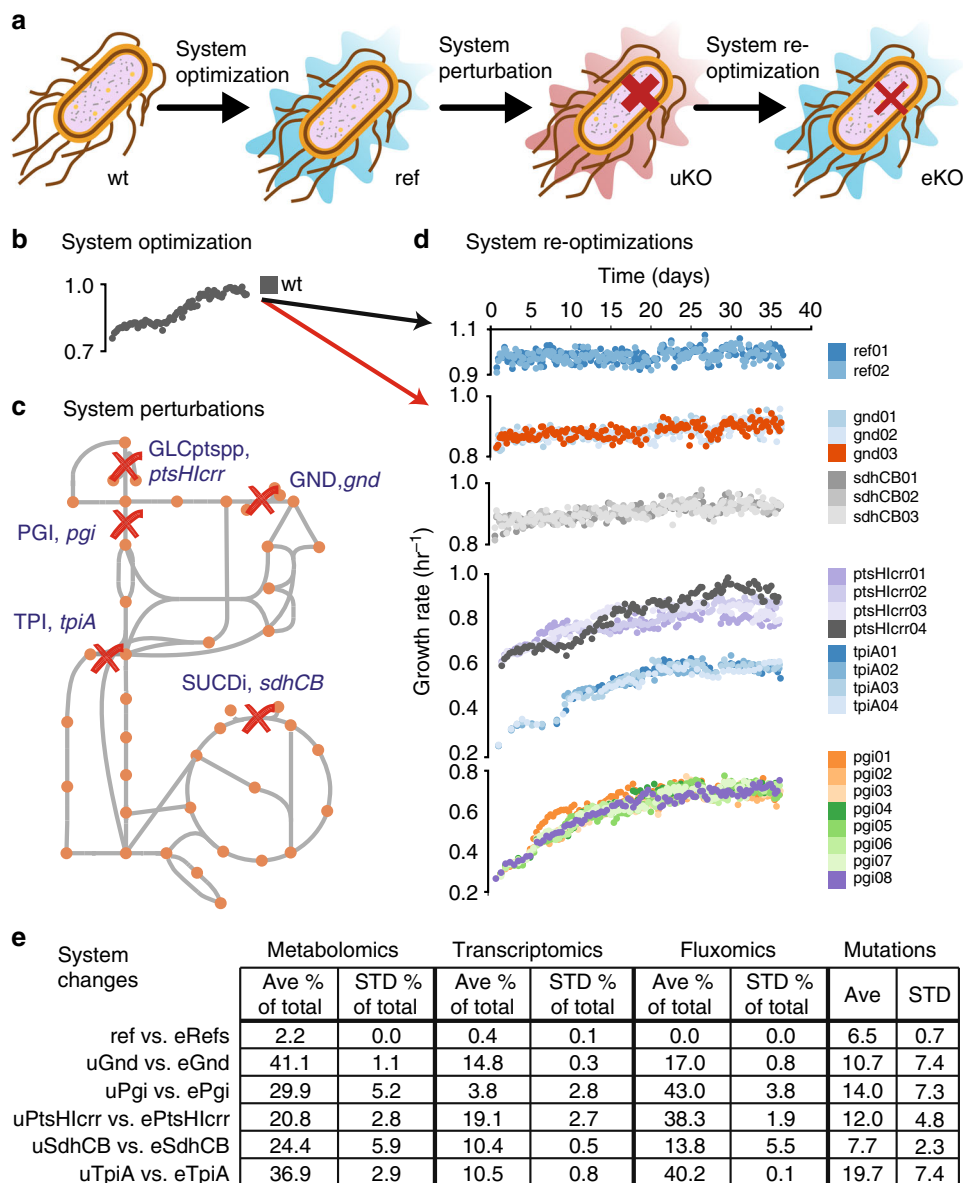 a
System optimization
System perturbation
System re-optimization
wt
ref
uKO
eKO
b System optimization
1.0
0.7
wt
c System perturbations
GLCptspp, ptsHIcrr
GND, gnd
PGI, pgi
TPI, tpiA
SUCDi, sdhCB
d System re-optimizations
Time (days)
0 10 20 30 40
Growth rate (hr⁻¹)
1.1
0.9
ref01
ref02
1.0
0.8
gnd01
gnd02
gnd03
1.0
0.8
sdhCB01
sdhCB02
sdhCB03
1.0
0.8
0.6
0.4
0.2
ptsHIcrr01
ptsHIcrr02
ptsHIcrr03
ptsHIcrr04
tpiA01
tpiA02
tpiA03
tpiA04
0.8
0.6
0.4
0.2
pgi01
pgi02
pgi03
pgi04
pgi05
pgi06
pgi07
pgi08
e System changes
Metabolomics Transcriptomics Fluxomics Mutations
Ave % of total STD % of total Ave % of total STD % of total Ave % of total STD % of total Ave STD
ref vs. eRefs 2.2 0.0 0.4 0.1 0.0 0.0 6.5 0.7
uGnd vs. eGnd 41.1 1.1 14.8 0.3 17.0 0.8 10.7 7.4
uPgi vs. ePgi 29.9 5.2 3.8 2.8 43.0 3.8 14.0 7.3
uPtsHIcrr vs. ePtsHIcrr 20.8 2.8 19.1 2.7 38.3 1.9 12.0 4.8
uSdhCB vs. eSdhCB 24.4 5.9 10.4 0.5 13.8 5.5 7.7 2.3
uTpiA vs. eTpiA 36.9 2.9 10.5 0.8 40.2 0.1 19.7 7.4